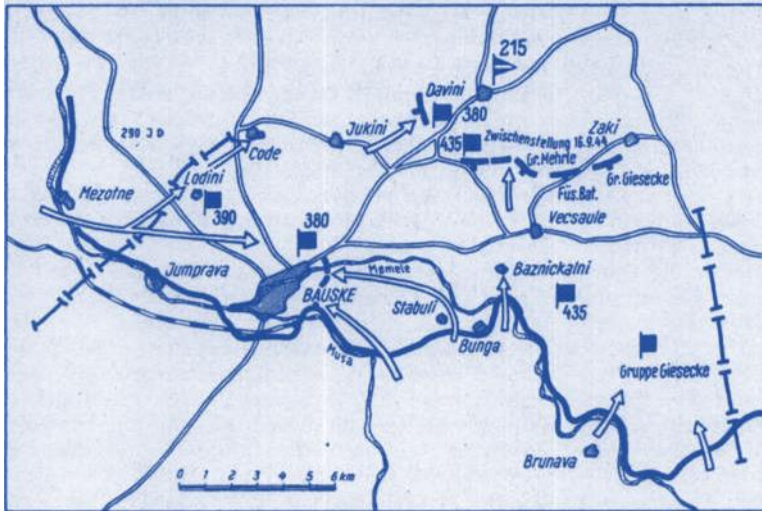 215
Davini
380
290 J D
Jukini
435
Zwischenstellung 16.9.44
Zaki
Code
Gr. Mehrle
Gr. Giesecke
Lodini
Füs. Bat.
Mezotne
390
380
Vecsaule
Jumprava
Memele
Baznickalni
BAUSKE
Stabuli
435
Bunga
Musa
Gruppe Giesecke
Brunava
0 1 2 3 4 5 6 km